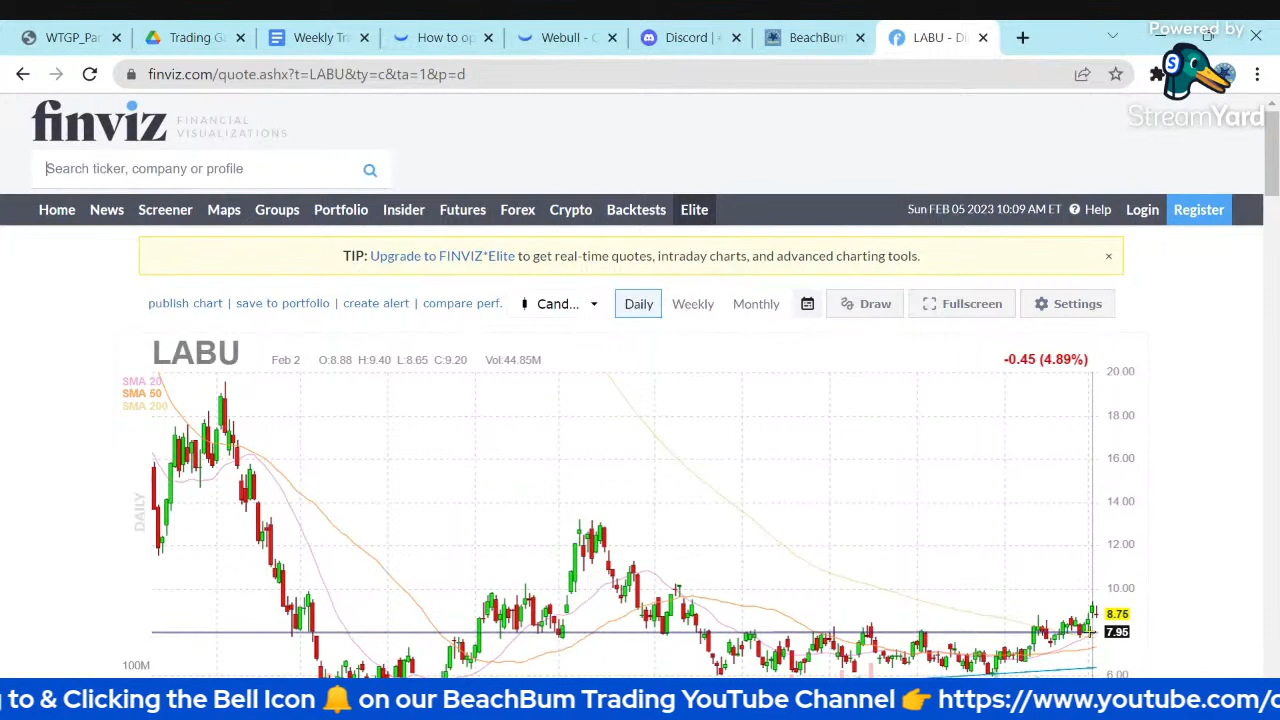 Powered by
WTGP_Par
Trading Ga
Weekly Tra
How to re
Webull - C
Discord | #
BeachBum
LABU - Di
finviz.com/quote.ashx?t=LABU&ty=c&ta=1&p=d
StreamYard
finviz FINANCIAL VISUALIZATIONS
Search ticker, company or profile
Home News Screener Maps Groups Portfolio Insider Futures Forex Crypto Backtests Elite Sun FEB 05 2023 10:09 AM ET Help Login Register
TIP: Upgrade to FINVIZ*Elite to get real-time quotes, intraday charts, and advanced charting tools. ×
publish chart | save to portfolio | create alert | compare perf. Cand... Daily Weekly Monthly Draw Fullscreen Settings
LABU Feb 2 O:8.88 H:9.40 L:8.65 C:9.20 Vol:44.85M -0.45 (4.89%)
SMA 20
SMA 50
SMA 200
DAILY
20.00
18.00
16.00
14.00
12.00
10.00
8.75
7.95
6.00
100M
g to & Clicking the Bell Icon 🔔 on our BeachBum Trading YouTube Channel 👉 https://www.youtube.com/c